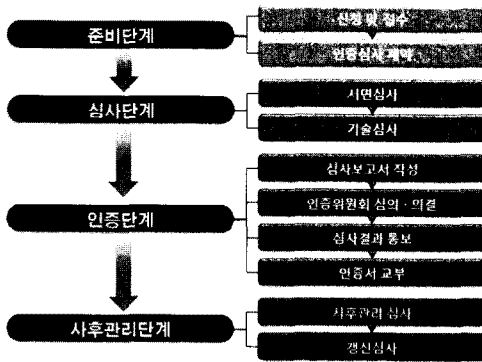 준비단계
신청 및 접수
인증심사 계약
심사단계
서면심사
기술심사
인증단계
심사보고서 작성
인증위원회 심의·의결
심사결과 통보
인증서 교부
사후관리단계
사후관리 심사
갱신심사